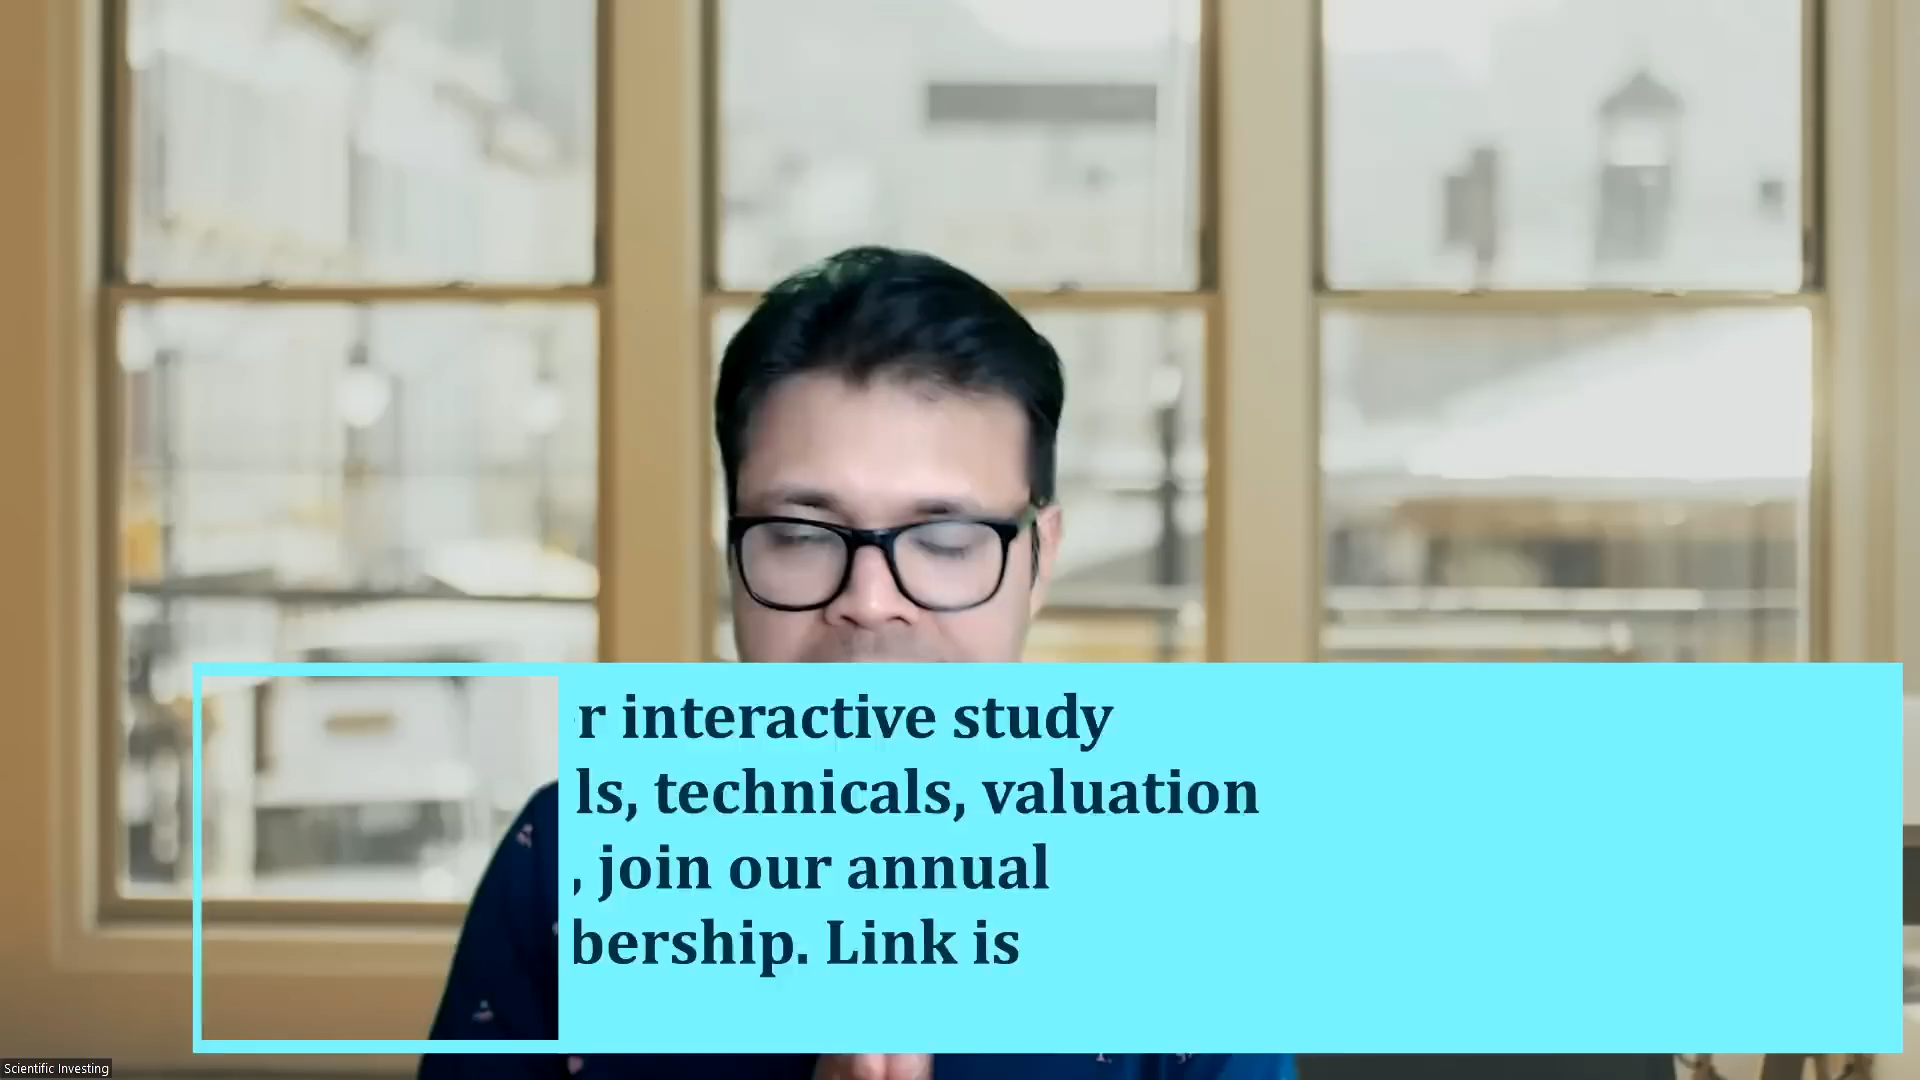 r interactive study
ls, technicals, valuation
, join our annual
bership. Link is
Scientific Investing